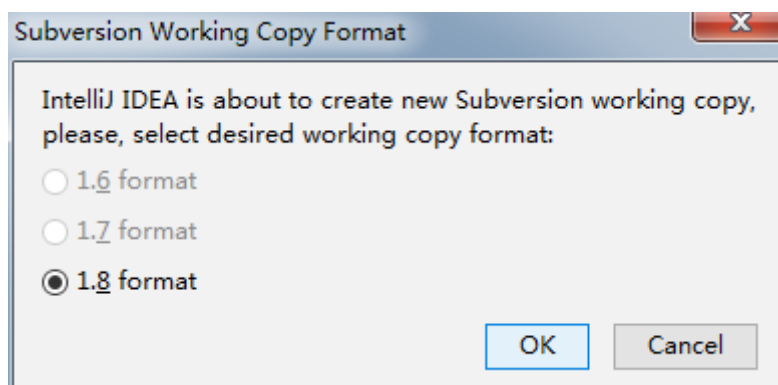 Subversion Working Copy Format
IntelliJ IDEA is about to create new Subversion working copy,
please, select desired working copy format:
1.6 format
1.7 format
1.8 format
OK Cancel